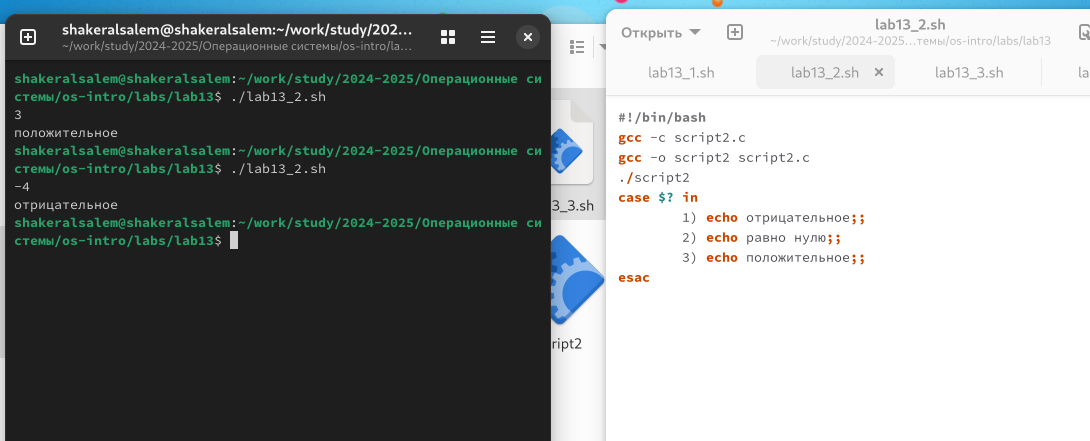 shakeralsalem@shakeralsalem:~/work/study/202...
~/work/study/2024-2025/Операционные системы/os-intro/la...
shakeralsalem@shakeralsalem:~/work/study/2024-2025/Операционные си
стемы/os-intro/labs/lab13$ ./lab13_2.sh
3
положительное
shakeralsalem@shakeralsalem:~/work/study/2024-2025/Операционные си
стемы/os-intro/labs/lab13$ ./lab13_2.sh
-4
отрицательное
shakeralsalem@shakeralsalem:~/work/study/2024-2025/Операционные си
стемы/os-intro/labs/lab13$
3_3.sh
ript2
Открыть
lab13_2.sh
~/work/study/2024-2025...темы/os-intro/labs/lab13
lab13_1.sh
lab13_2.sh
lab13_3.sh
la
#!/bin/bash
gcc -c script2.c
gcc -o script2 script2.c
./script2
case $? in
1) echo отрицательное;;
2) echo равно нулю;;
3) echo положительное;;
esac